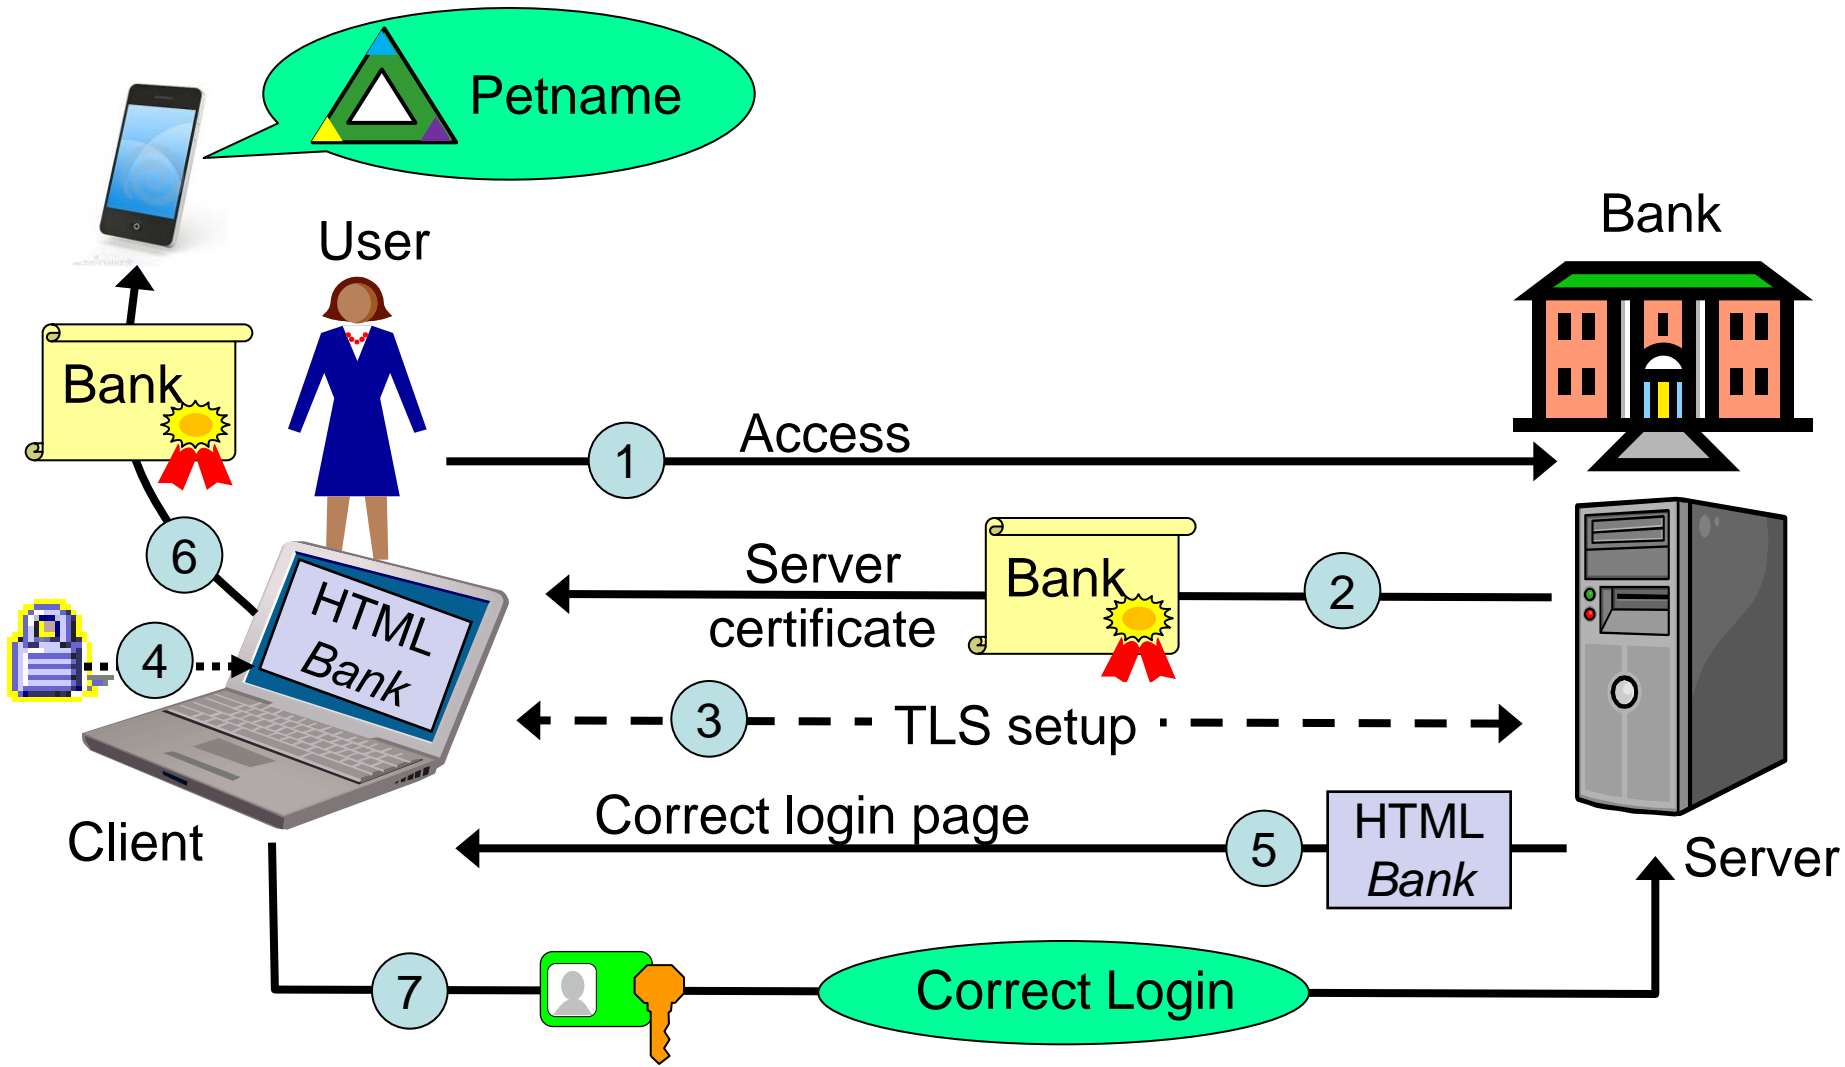 Petname
User
Bank
Bank
1
Access
6
Server
certificate
Bank
2
HTML
Bank
4
3
TLS setup
Correct login page
5
HTML
Bank
Client
Server
7
Correct Login